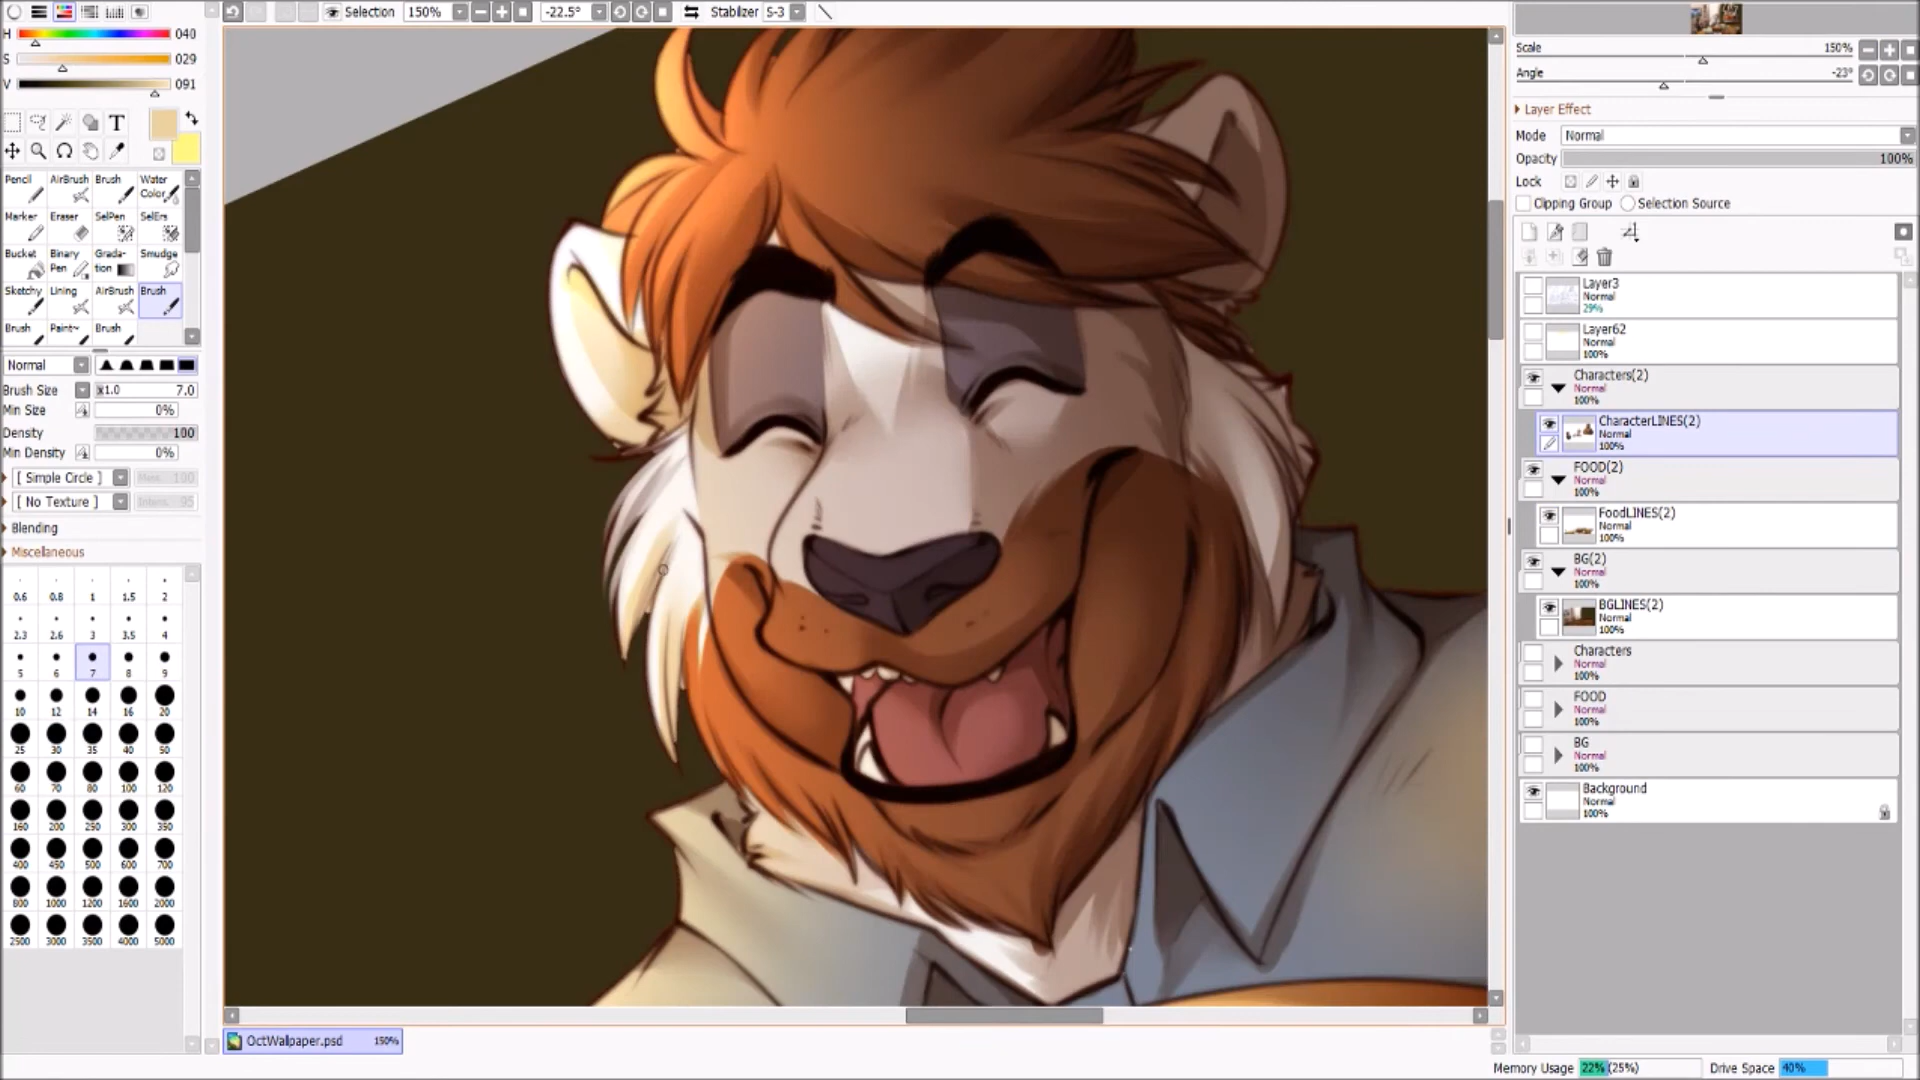 Selection 150% -22.5° Stabilizer S-3
H 040
S 029
V 091
T
Pencil AirBrush Brush Water Color
Marker Eraser SelPen SelErs
Bucket Binary Pen Grada-tion Smudge
Sketchy Lining AirBrush Brush
Brush Paint~ Brush
Normal
Brush Size x1.0 7.0
Min Size 0%
Density 100
Min Density 0%
[ Simple Circle ] 100
[ No Texture ] 95
Blending
Miscellaneous
0.6 0.8 1 1.5 2
2.3 2.6 3 3.5 4
5 6 7 8 9
10 12 14 16 20
25 30 35 40 50
60 70 80 100 120
160 200 250 300 350
400 450 500 600 700
800 1000 1200 1600 2000
2500 3000 3500 4000 5000
OctWallpaper.psd 150%
Scale 150%
Angle -23°
Layer Effect
Mode Normal
Opacity 100%
Lock
Clipping Group Selection Source
Layer3
Normal
29%
Layer62
Normal
100%
Characters(2)
Normal
100%
CharacterLINES(2)
Normal
100%
FOOD(2)
Normal
100%
FoodLINES(2)
Normal
100%
BG(2)
Normal
100%
BGLINES(2)
Normal
100%
Characters
Normal
100%
FOOD
Normal
100%
BG
Normal
100%
Background
Normal
100%
Memory Usage 22% (25%) Drive Space 40%